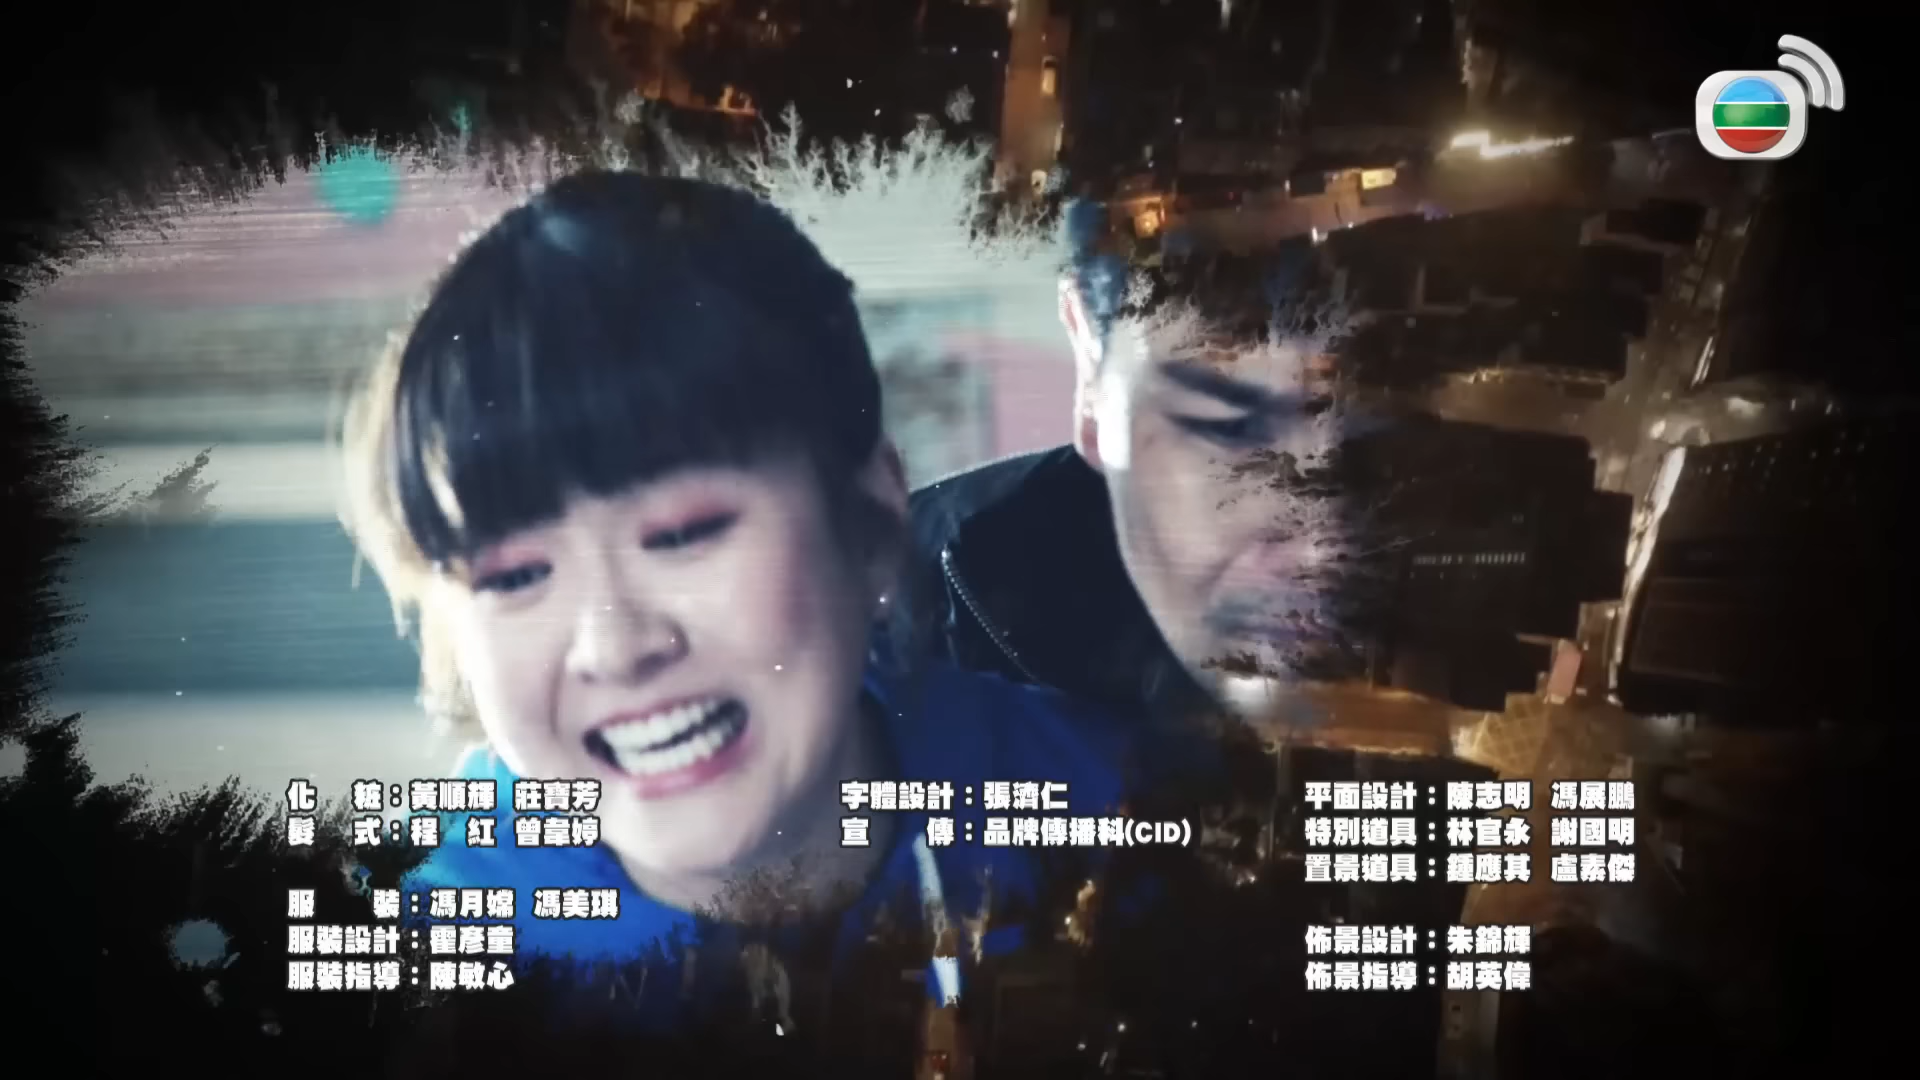 化　粧：黃順輝 莊寶芳
髮　式：程　紅 曾韋婷
服　　裝：馮月嫦 馮美琪
服裝設計：霍彥童
服裝指導：陳敏心
字體設計：張濟仁
宣　　傳：品牌傳播科(CID)
平面設計：陳志明 馮展鵬
特別道具：林官永 謝國明
置景道具：鍾應其 盧素傑
佈景設計：朱錦輝
佈景指導：胡英偉